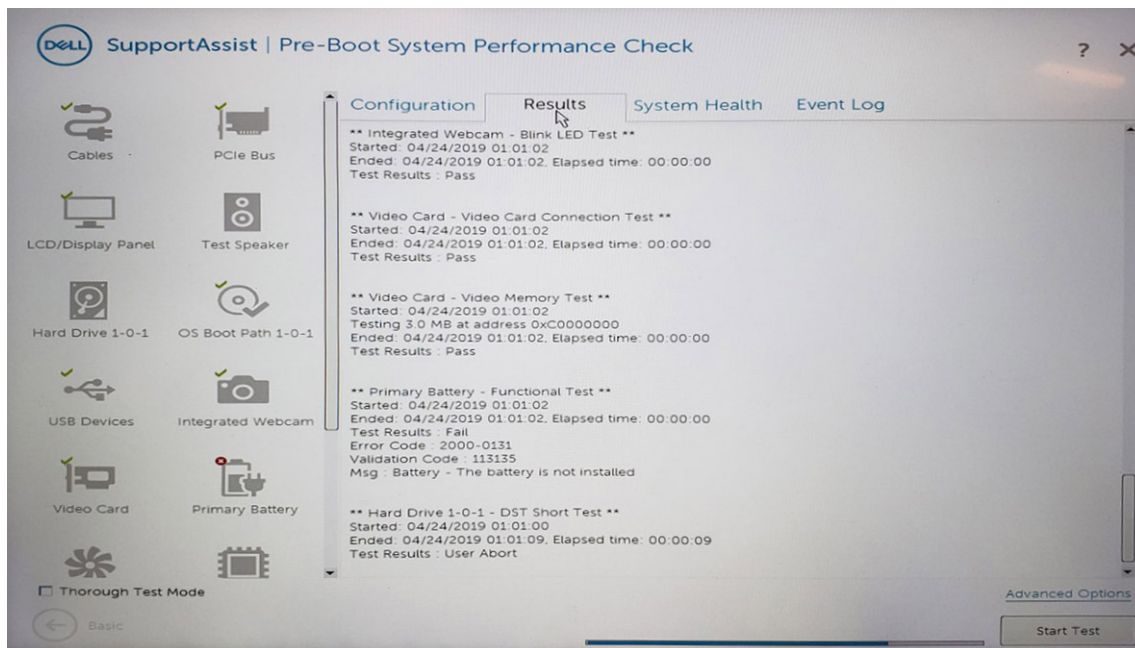 DELL SupportAssist | Pre-Boot System Performance Check
? X
Configuration Results System Health Event Log
Cables PCIe Bus
LCD/Display Panel Test Speaker
Hard Drive 1-0-1 OS Boot Path 1-0-1
USB Devices Integrated Webcam
Video Card Primary Battery
** Integrated Webcam - Blink LED Test **
Started: 04/24/2019 01:01:02
Ended: 04/24/2019 01:01:02, Elapsed time: 00:00:00
Test Results : Pass
** Video Card - Video Card Connection Test **
Started: 04/24/2019 01:01:02
Ended: 04/24/2019 01:01:02, Elapsed time: 00:00:00
Test Results : Pass
** Video Card - Video Memory Test **
Started: 04/24/2019 01:01:02
Testing 3.0 MB at address 0xC0000000
Ended: 04/24/2019 01:01:02, Elapsed time: 00:00:00
Test Results : Pass
** Primary Battery - Functional Test **
Started: 04/24/2019 01:01:02
Ended: 04/24/2019 01:01:02, Elapsed time: 00:00:00
Test Results : Fail
Error Code : 2000-0131
Validation Code : 113135
Msg : Battery - The battery is not installed
** Hard Drive 1-0-1 - DST Short Test **
Started: 04/24/2019 01:01:00
Ended: 04/24/2019 01:01:09, Elapsed time: 00:00:09
Test Results : User Abort
Thorough Test Mode
Advanced Options
Basic
Start Test